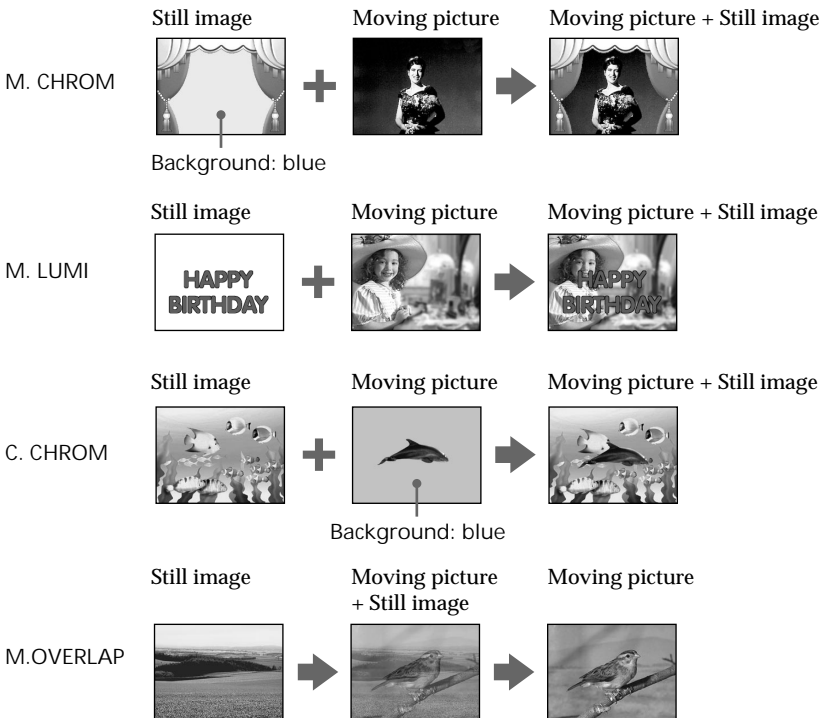 Still image Moving picture Moving picture + Still image
M. CHROM
Background: blue
Still image Moving picture Moving picture + Still image
M. LUMI
HAPPY
BIRTHDAY
HAPPY
BIRTHDAY
Still image Moving picture Moving picture + Still image
C. CHROM
Background: blue
Still image Moving picture Moving picture
+ Still image
M.OVERLAP